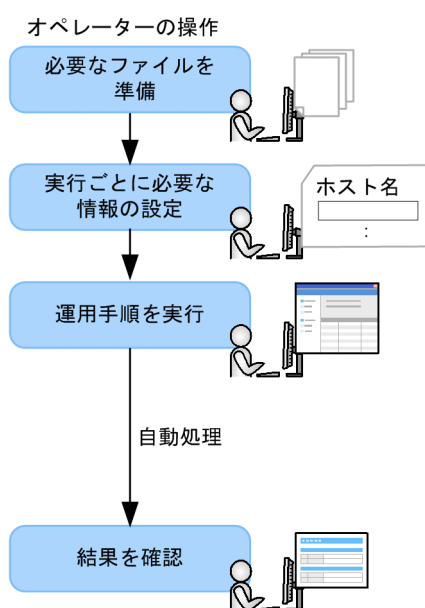 オペレーターの操作
必要なファイルを
準備
実行ごとに必要な
情報の設定
ホスト名
:
運用手順を実行
自動処理
結果を確認